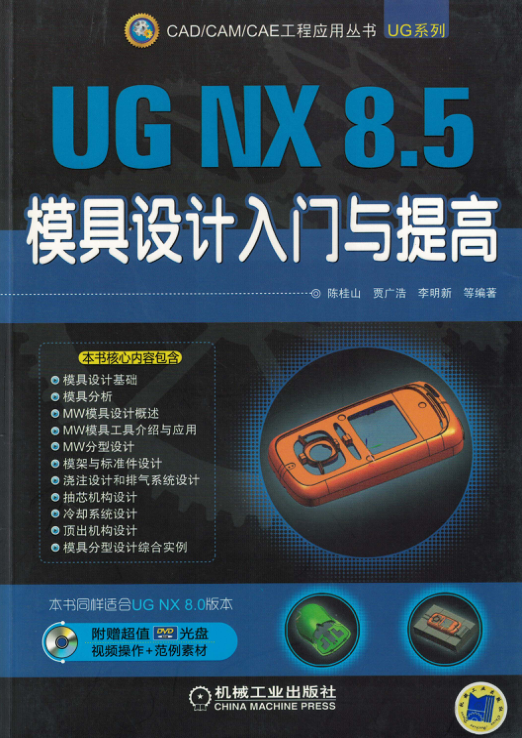 CAD/CAM/CAE工程应用丛书 UG系列
UG NX 8.5
模具设计入门与提高
陈桂山 贾广浩 李明新 等编著
本书核心内容包含
模具设计基础
模具分析
MW模具设计概述
MW模具工具介绍与应用
MW分型设计
模架与标准件设计
浇注设计和排气系统设计
抽芯机构设计
冷却系统设计
顶出机构设计
模具分型设计综合实例
本书同样适合UG NX 8.0版本
附赠超值 DVD 光盘
视频操作+范例素材
机械工业出版社
CHINA MACHINE PRESS